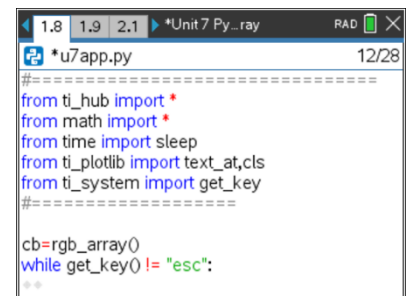 1.8 1.9 2.1 *Unit 7 Py…ray RAD
*u7app.py 12/28
#================================
from ti_hub import *
from math import *
from time import sleep
from ti_plotlib import text_at,cls
from ti_system import get_key
#===================
cb=rgb_array()
while get_key() != "esc":